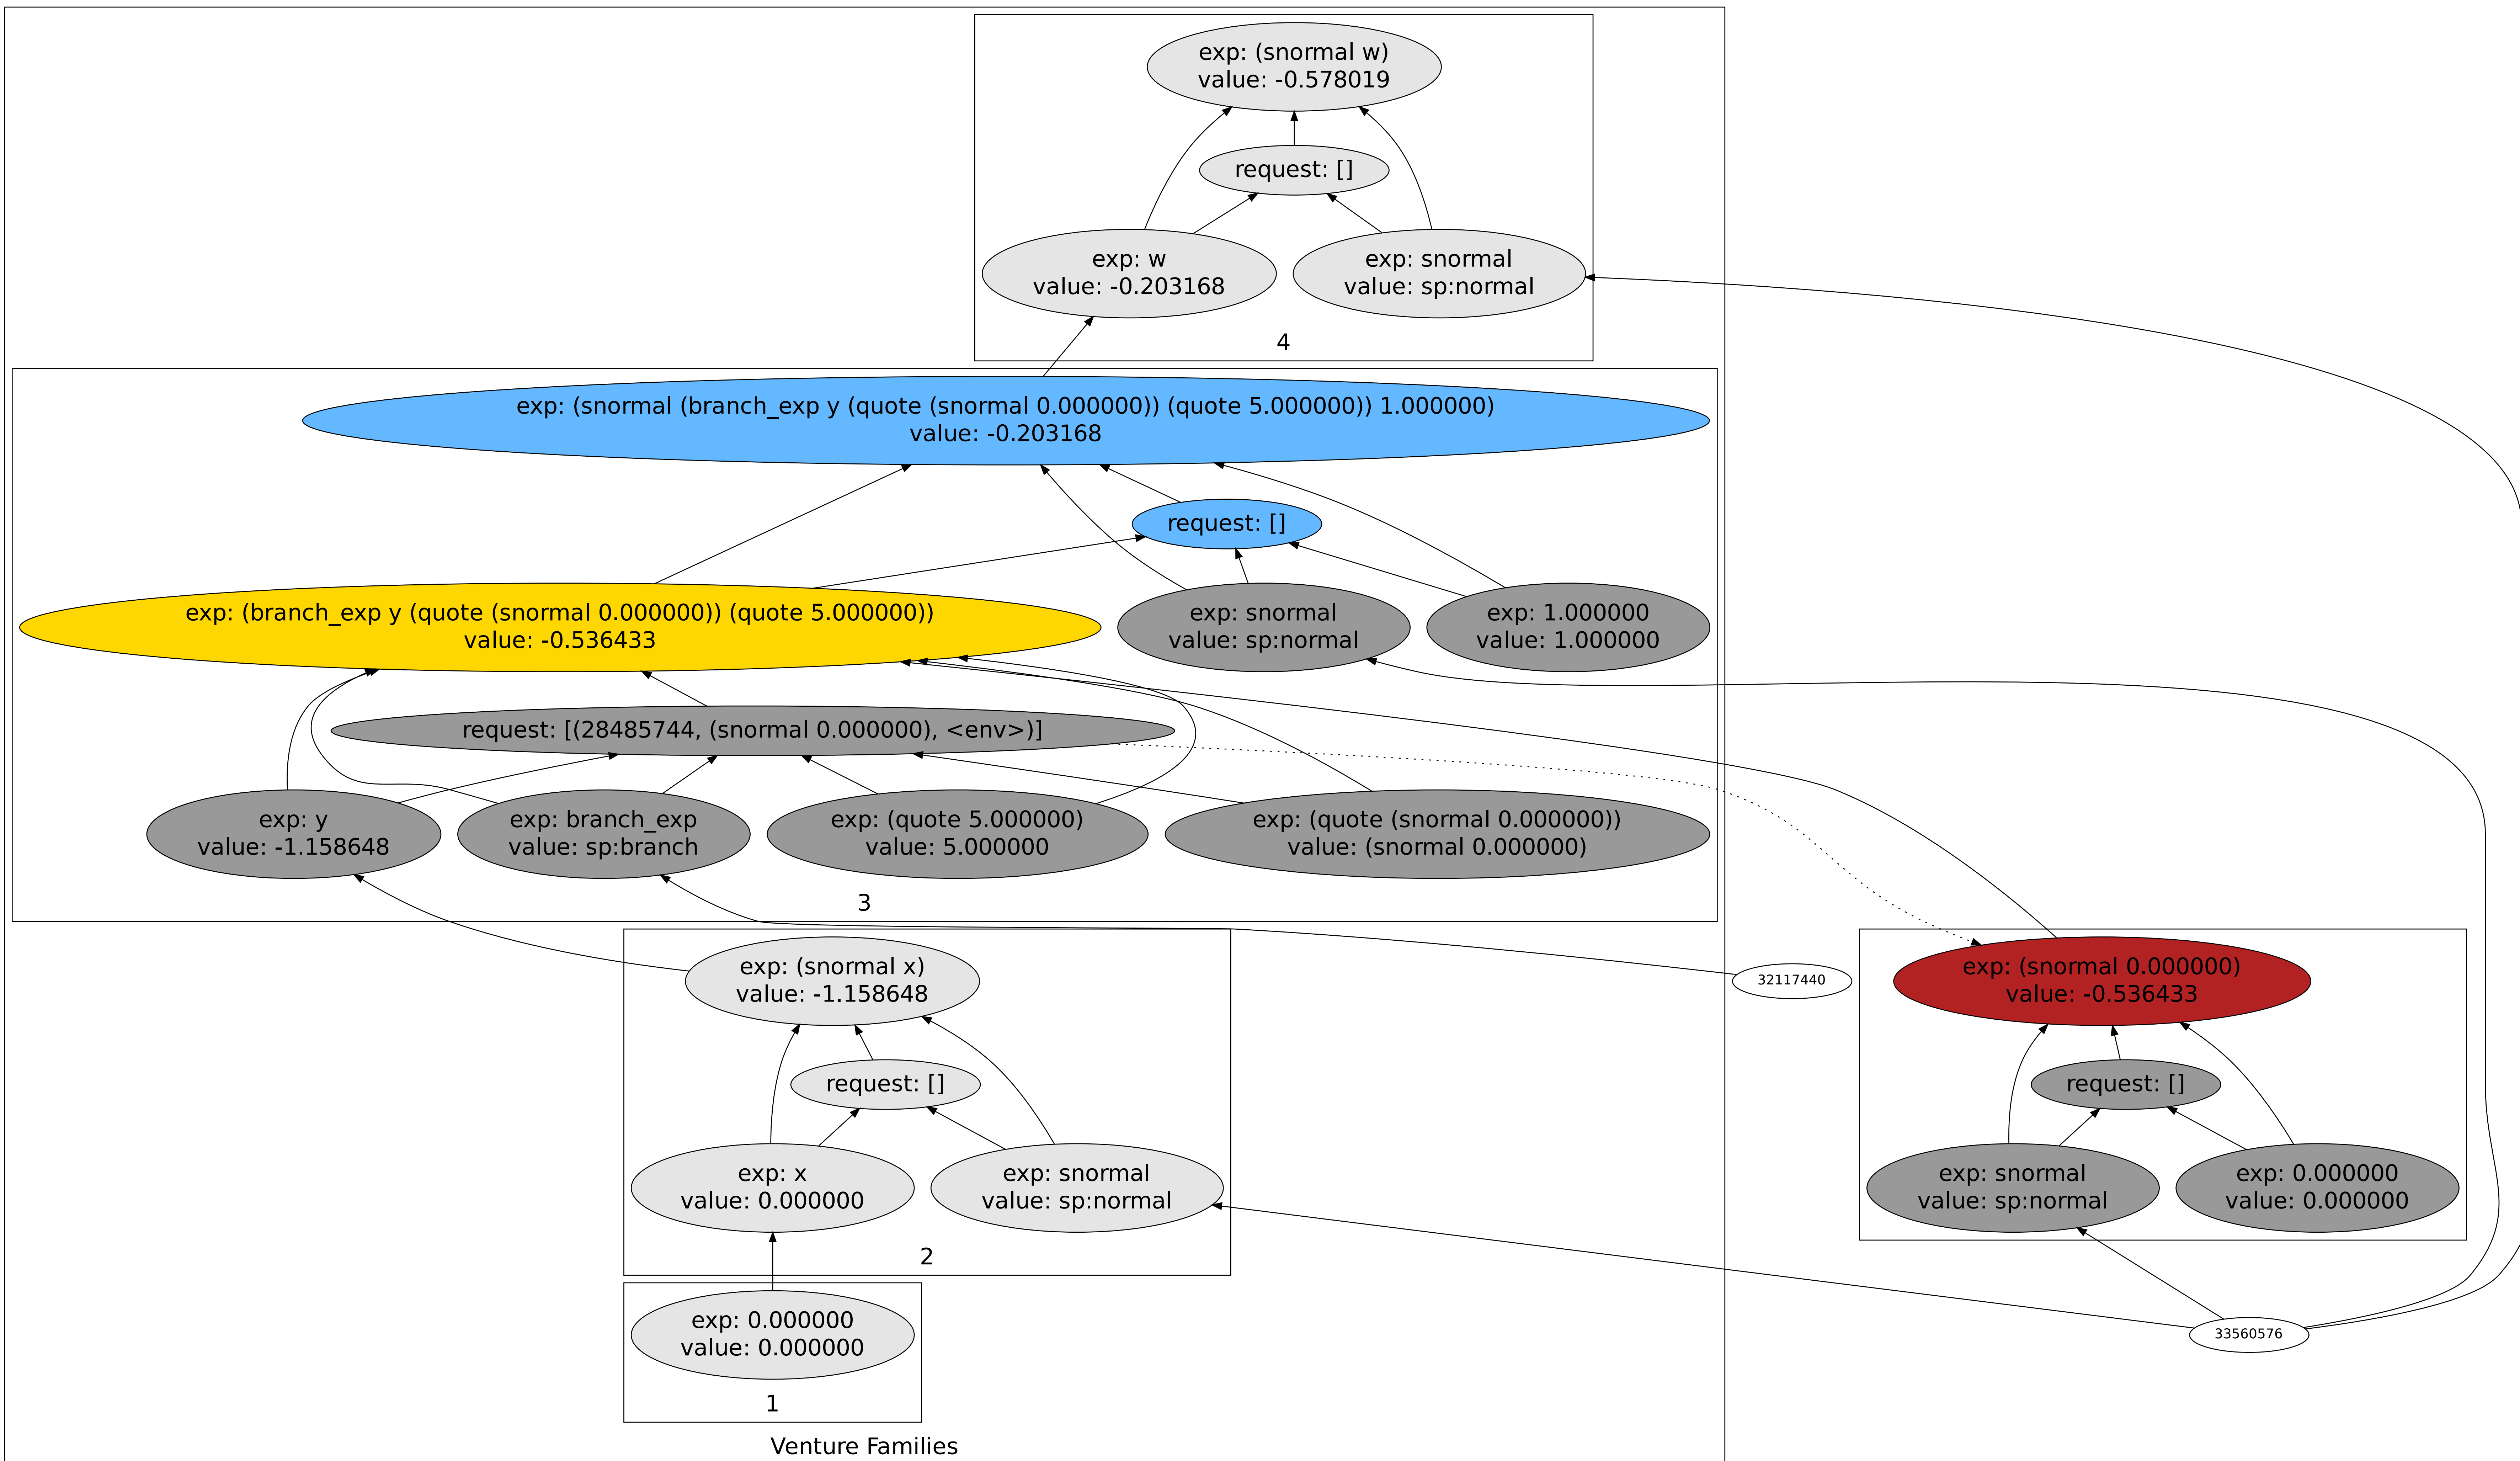 exp: (snormal w)
value: -0.578019
request: []
exp: w
value: -0.203168
exp: snormal
value: sp:normal
4
exp: (snormal (branch_exp y (quote (snormal 0.000000)) (quote 5.000000)) 1.000000)
value: -0.203168
request: []
exp: (branch_exp y (quote (snormal 0.000000)) (quote 5.000000))
value: -0.536433
exp: snormal
value: sp:normal
exp: 1.000000
value: 1.000000
request: [(28485744, (snormal 0.000000), <env>)]
exp: y
value: -1.158648
exp: branch_exp
value: sp:branch
exp: (quote 5.000000)
value: 5.000000
exp: (quote (snormal 0.000000))
value: (snormal 0.000000)
3
exp: (snormal x)
value: -1.158648
32117440
exp: (snormal 0.000000)
value: -0.536433
request: []
request: []
exp: x
value: 0.000000
exp: snormal
value: sp:normal
exp: snormal
value: sp:normal
exp: 0.000000
value: 0.000000
2
33560576
exp: 0.000000
value: 0.000000
1
Venture Families